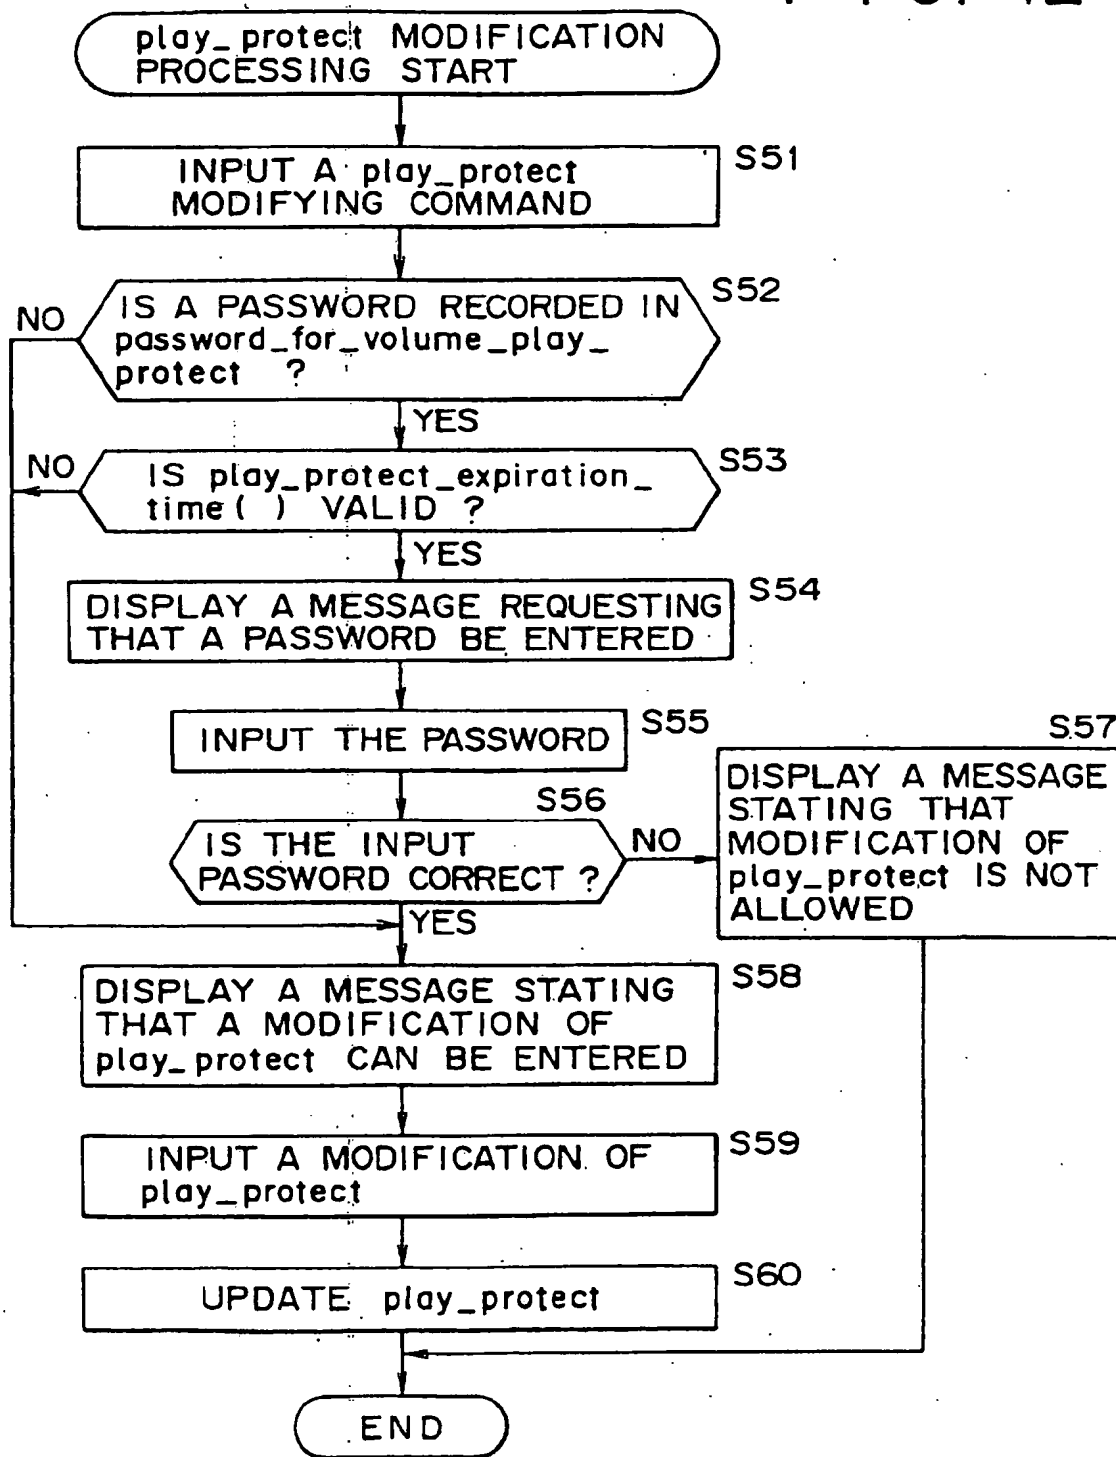 play_protect MODIFICATION
PROCESSING START
INPUT A play_protect
MODIFYING COMMAND
S51
IS A PASSWORD RECORDED IN
password_for_volume_play_
protect ?
S52
NO
YES
IS play_protect_expiration_
time( ) VALID ?
S53
NO
YES
DISPLAY A MESSAGE REQUESTING
THAT A PASSWORD BE ENTERED
S54
INPUT THE PASSWORD
S55
S56
IS THE INPUT
PASSWORD CORRECT ?
NO
YES
S57
DISPLAY A MESSAGE
STATING THAT
MODIFICATION OF
play_protect IS NOT
ALLOWED
DISPLAY A MESSAGE STATING
THAT A MODIFICATION OF
play_protect CAN BE ENTERED
S58
INPUT A MODIFICATION OF
play_protect
S59
UPDATE play_protect
S60
END